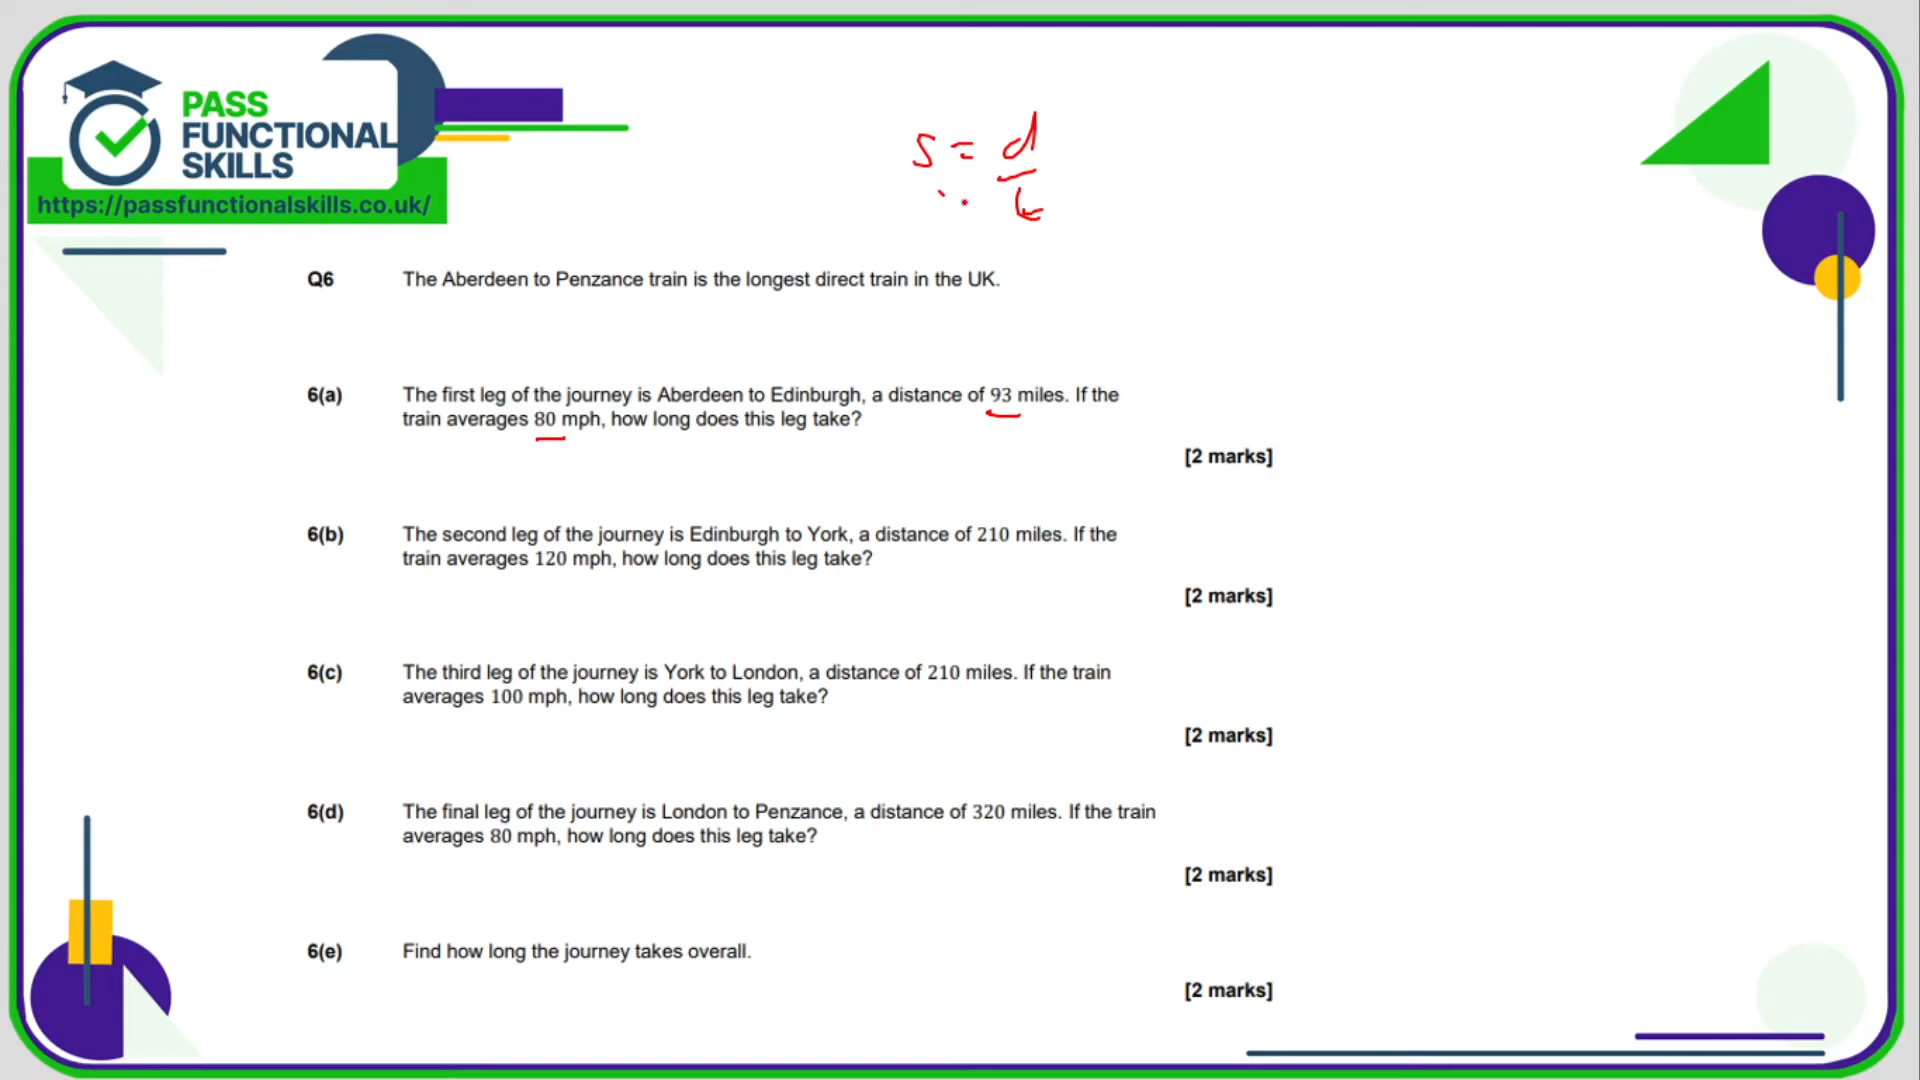 PASS
FUNCTIONAL
SKILLS
https://passfunctionalskills.co.uk/
s = d
t
Q6 The Aberdeen to Penzance train is the longest direct train in the UK.
6(a) The first leg of the journey is Aberdeen to Edinburgh, a distance of 93 miles. If the
train averages 80 mph, how long does this leg take?
[2 marks]
6(b) The second leg of the journey is Edinburgh to York, a distance of 210 miles. If the
train averages 120 mph, how long does this leg take?
[2 marks]
6(c) The third leg of the journey is York to London, a distance of 210 miles. If the train
averages 100 mph, how long does this leg take?
[2 marks]
6(d) The final leg of the journey is London to Penzance, a distance of 320 miles. If the train
averages 80 mph, how long does this leg take?
[2 marks]
6(e) Find how long the journey takes overall.
[2 marks]